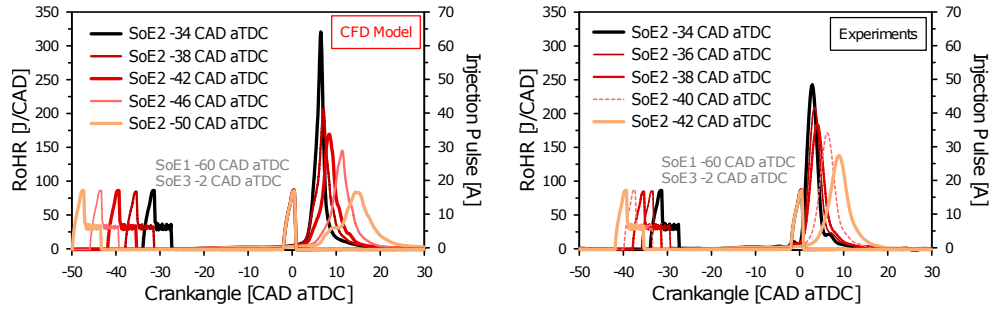 RoHR [J/CAD]
350
300
250
200
150
100
50
0
SoE2 -34 CAD aTDC
SoE2 -38 CAD aTDC
SoE2 -42 CAD aTDC
SoE2 -46 CAD aTDC
SoE2 -50 CAD aTDC
CFD Model
SoE1 -60 CAD aTDC
SoE3 -2 CAD aTDC
70
60
50
40
30
20
10
0
Injection Pulse [A]
-50 -40 -30 -20 -10 0 10 20 30
Crankangle [CAD aTDC]
RoHR [J/CAD]
350
300
250
200
150
100
50
0
SoE2 -34 CAD aTDC
SoE2 -36 CAD aTDC
SoE2 -38 CAD aTDC
SoE2 -40 CAD aTDC
SoE2 -42 CAD aTDC
Experiments
SoE1 -60 CAD aTDC
SoE3 -2 CAD aTDC
70
60
50
40
30
20
10
0
Injection Pulse [A]
-50 -40 -30 -20 -10 0 10 20 30
Crankangle [CAD aTDC]